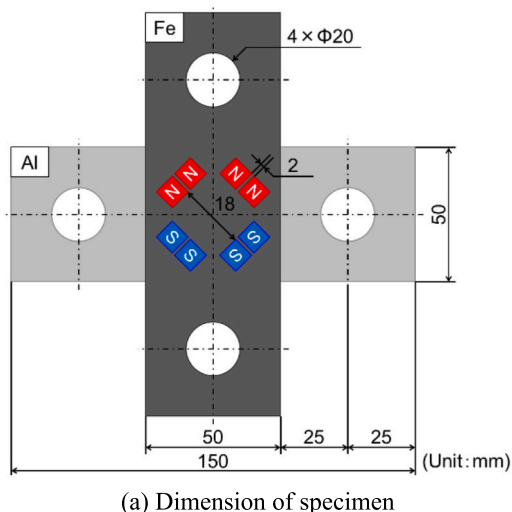 Fe
4×Φ20
Al
N N N N
2
18
50
S S S S
50
25
25
150
(Unit:mm)
(a) Dimension of specimen